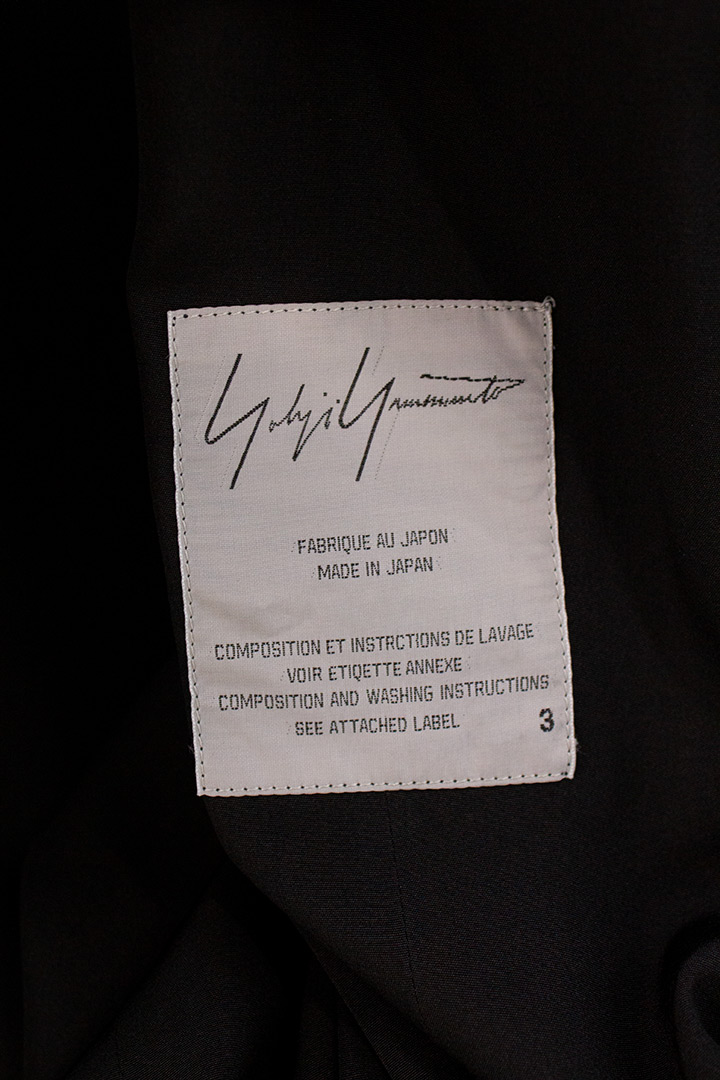 Yohji Yamamoto
FABRIQUE AU JAPON
MADE IN JAPAN
COMPOSITION ET INSTRCTIONS DE LAVAGE
VOIR ETIQETTE ANNEXE
COMPOSITION AND WASHING INSTRUCTIONS
SEE ATTACHED LABEL
3